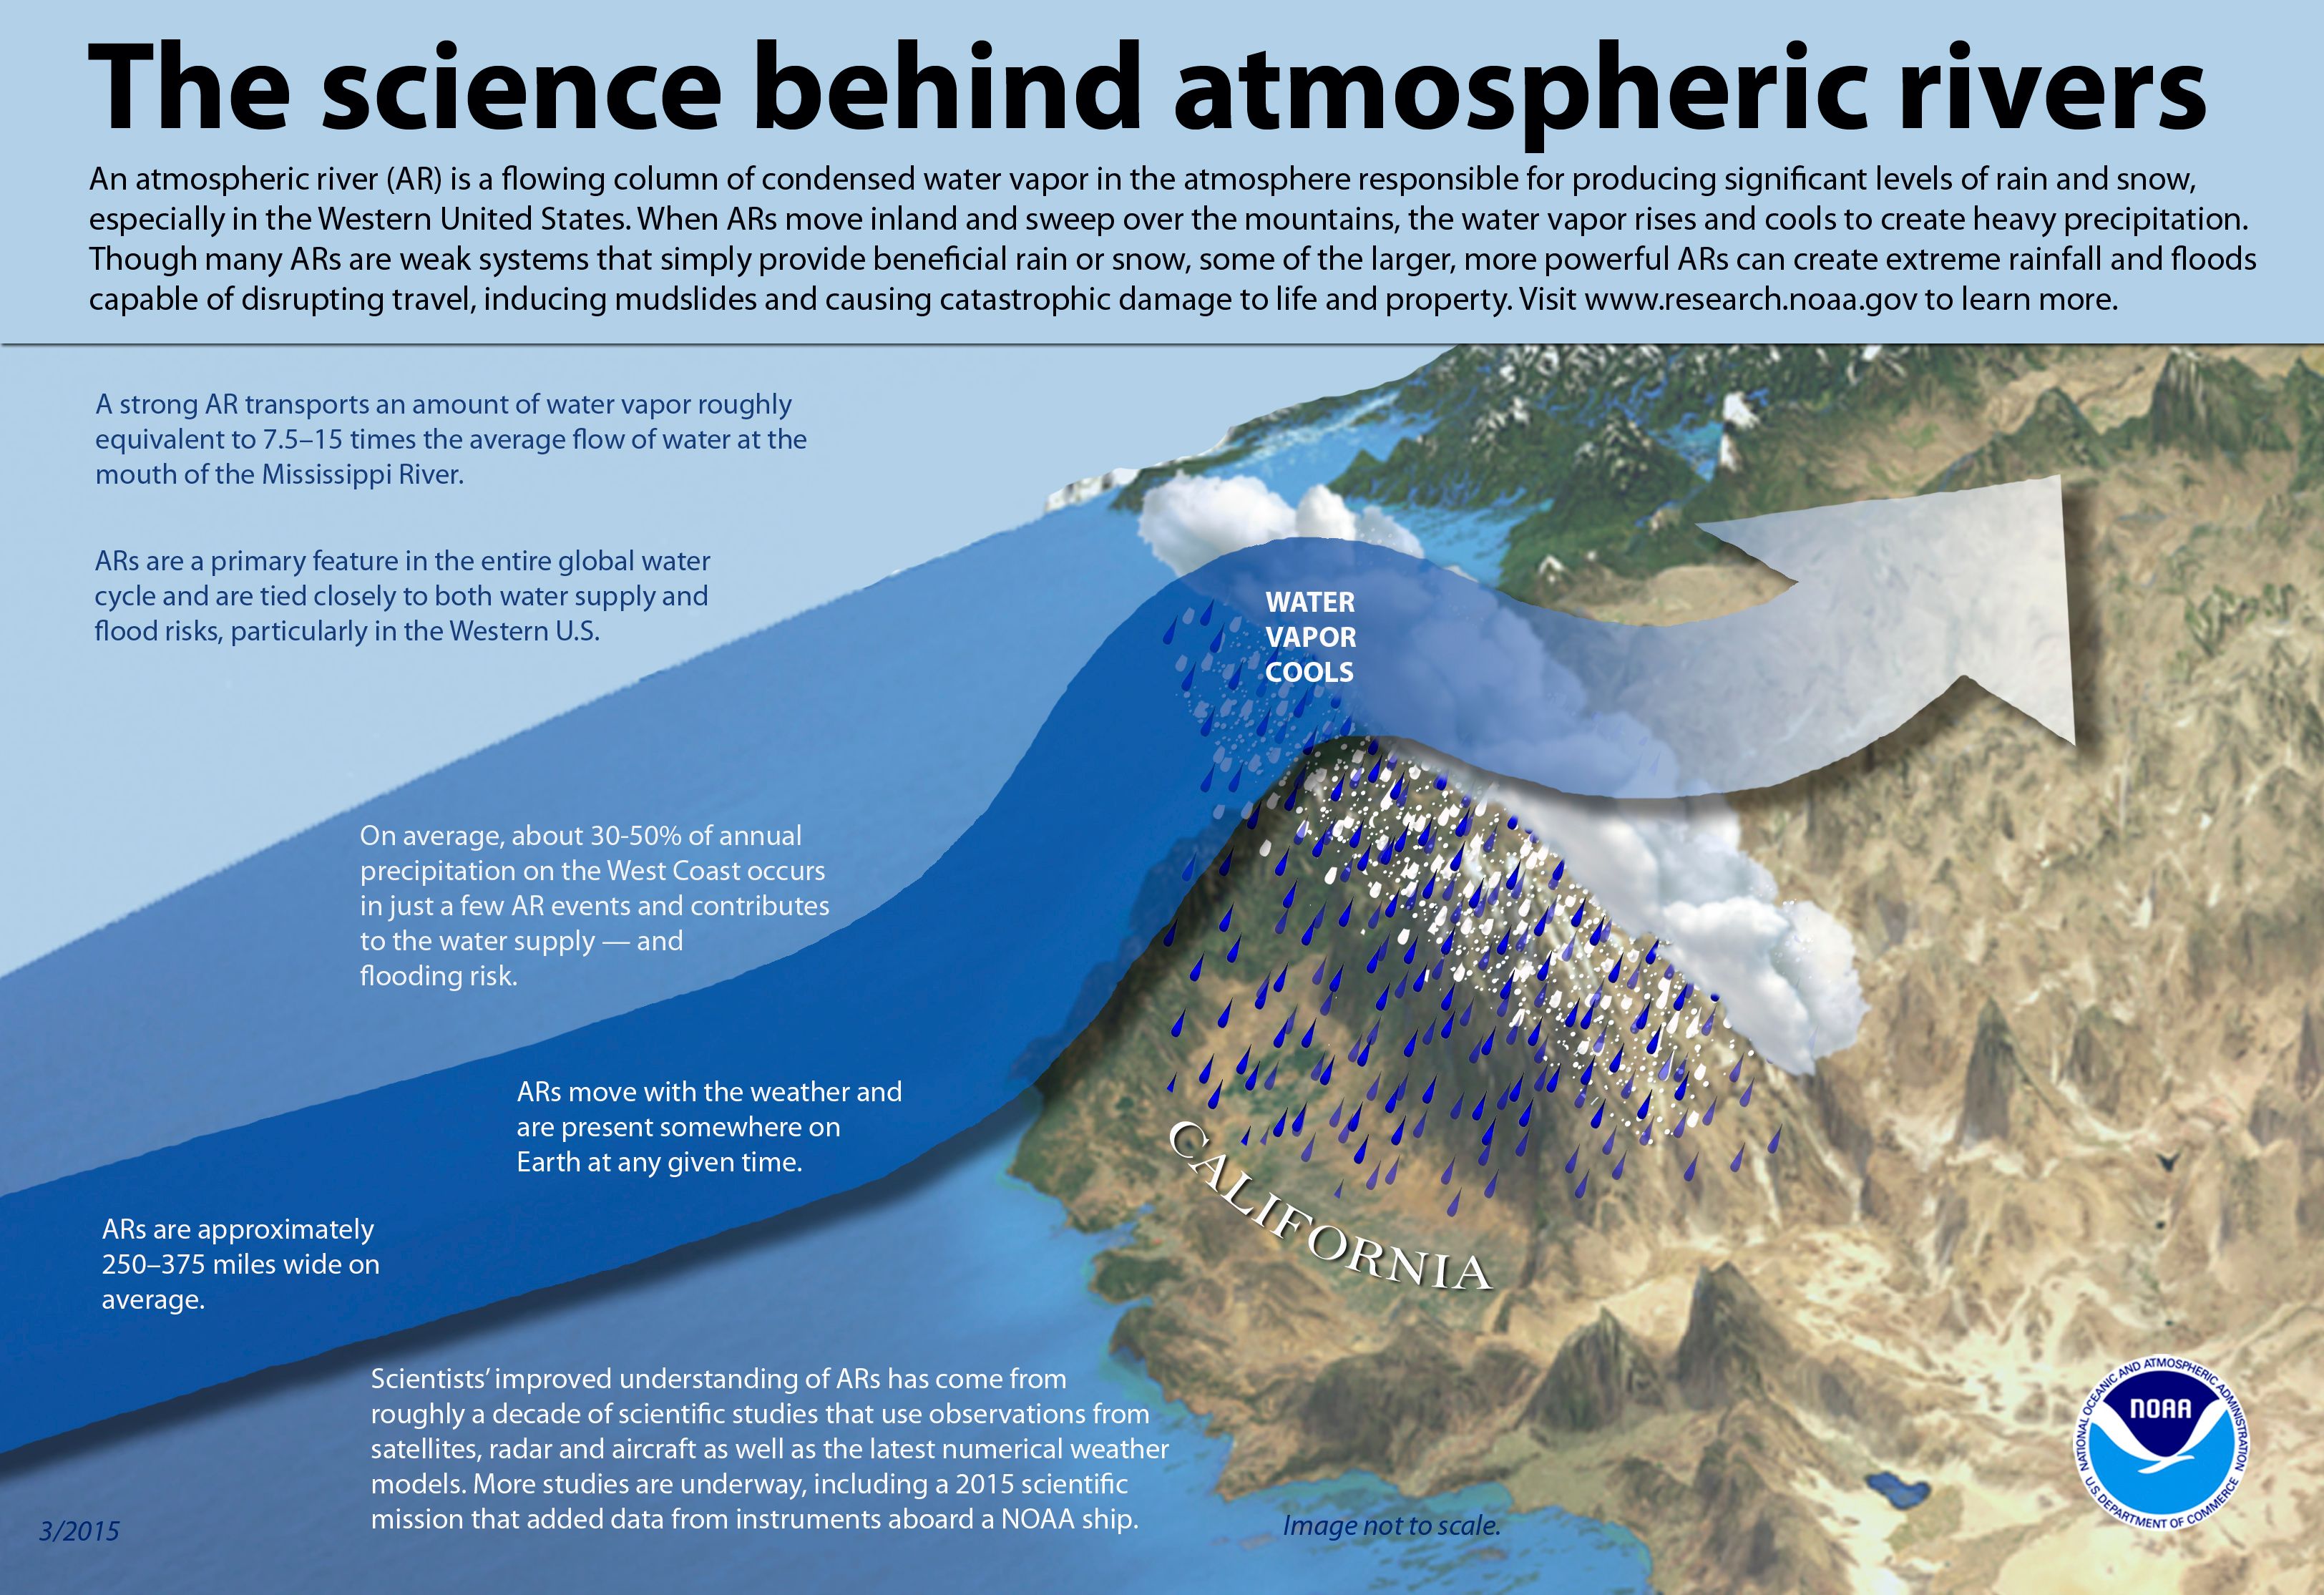 The science behind atmospheric rivers
An atmospheric river (AR) is a flowing column of condensed water vapor in the atmosphere responsible for producing significant levels of rain and snow,
especially in the Western United States. When ARs move inland and sweep over the mountains, the water vapor rises and cools to create heavy precipitation.
Though many ARs are weak systems that simply provide beneficial rain or snow, some of the larger, more powerful ARs can create extreme rainfall and floods
capable of disrupting travel, inducing mudslides and causing catastrophic damage to life and property. Visit www.research.noaa.gov to learn more.
A strong AR transports an amount of water vapor roughly
equivalent to 7.5–15 times the average flow of water at the
mouth of the Mississippi River.
ARs are a primary feature in the entire global water
cycle and are tied closely to both water supply and
flood risks, particularly in the Western U.S.
WATER
VAPOR
COOLS
On average, about 30-50% of annual
precipitation on the West Coast occurs
in just a few AR events and contributes
to the water supply — and
flooding risk.
ARs move with the weather and
are present somewhere on
Earth at any given time.
CALIFORNIA
ARs are approximately
250–375 miles wide on
average.
Scientists’ improved understanding of ARs has come from
roughly a decade of scientific studies that use observations from
satellites, radar and aircraft as well as the latest numerical weather
models. More studies are underway, including a 2015 scientific
mission that added data from instruments aboard a NOAA ship.
NATIONAL OCEANIC AND ATMOSPHERIC ADMINISTRATION
NOAA
U.S. DEPARTMENT OF COMMERCE
Image not to scale.
3/2015